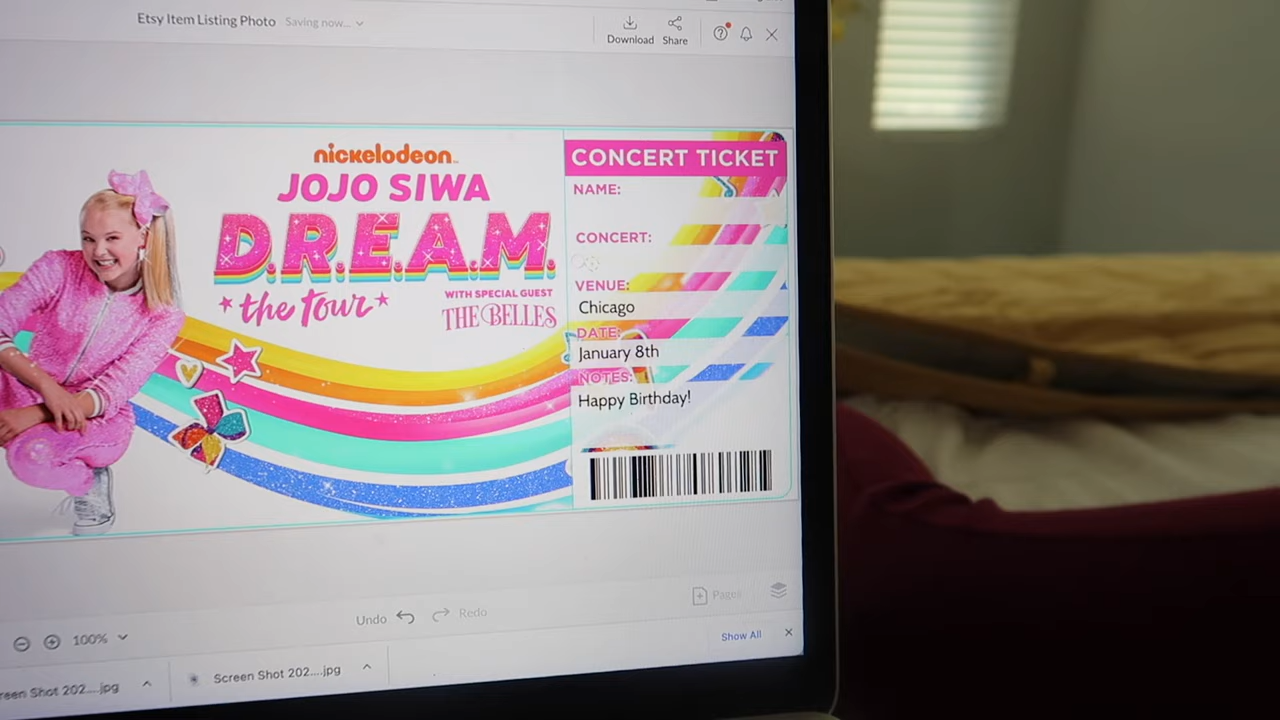 Etsy Item Listing Photo Saving now...
Download Share
nickelodeon
JOJO SIWA
D.R.E.A.M.
the tour
WITH SPECIAL GUEST
THE BELLES
CONCERT TICKET
NAME:
CONCERT:
VENUE:
Chicago
DATE:
January 8th
NOTES:
Happy Birthday!
Pages
Undo Redo
100%
Show All
reen Shot 202....jpg
Screen Shot 202....jpg